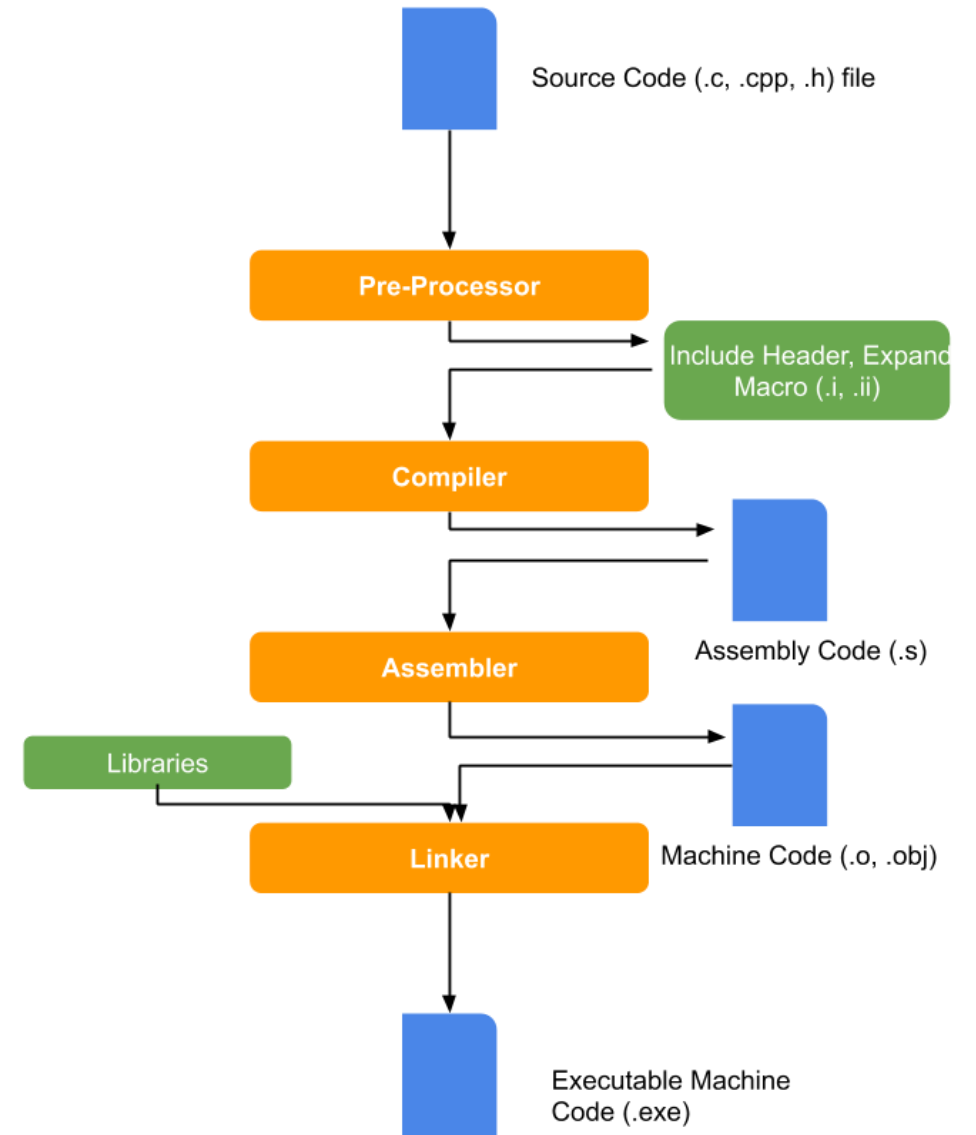 Source Code (.c, .cpp, .h) file
Pre-Processor
Include Header, Expand
Macro (.i, .ii)
Compiler
Assembly Code (.s)
Assembler
Libraries
Machine Code (.o, .obj)
Linker
Executable Machine
Code (.exe)